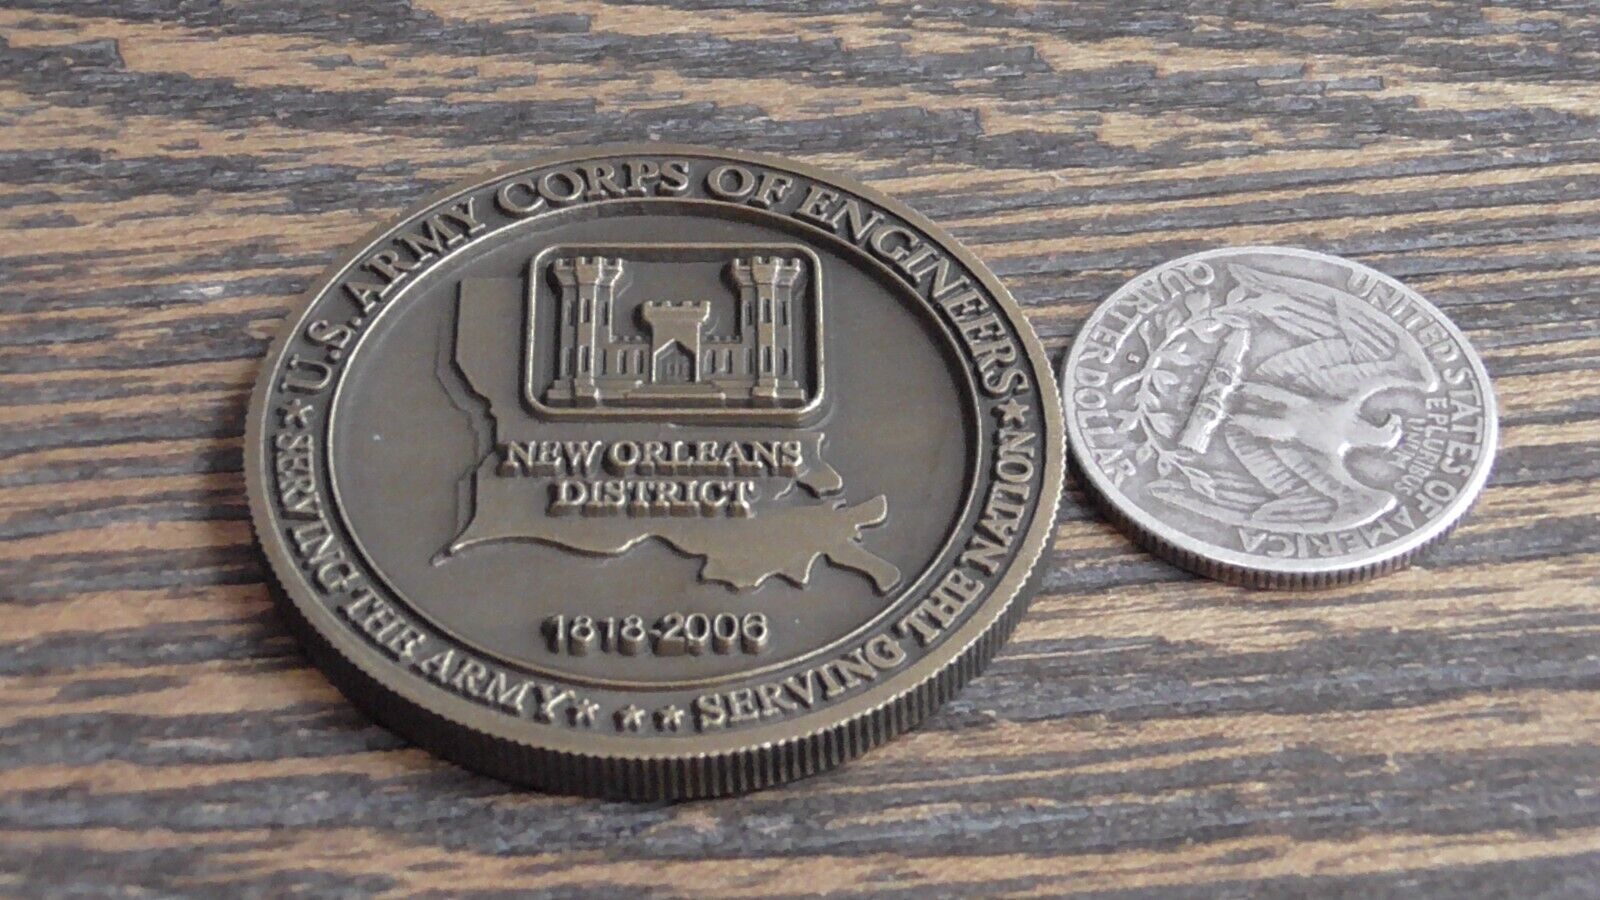 U.S. ARMY CORPS OF ENGINEERS
NEW ORLEANS
DISTRICT
1818-2006
SERVING THE ARMY
SERVING THE NATION
UNITED STATES OF AMERICA
E PLURIBUS
UNUM
QUARTER DOLLAR
S